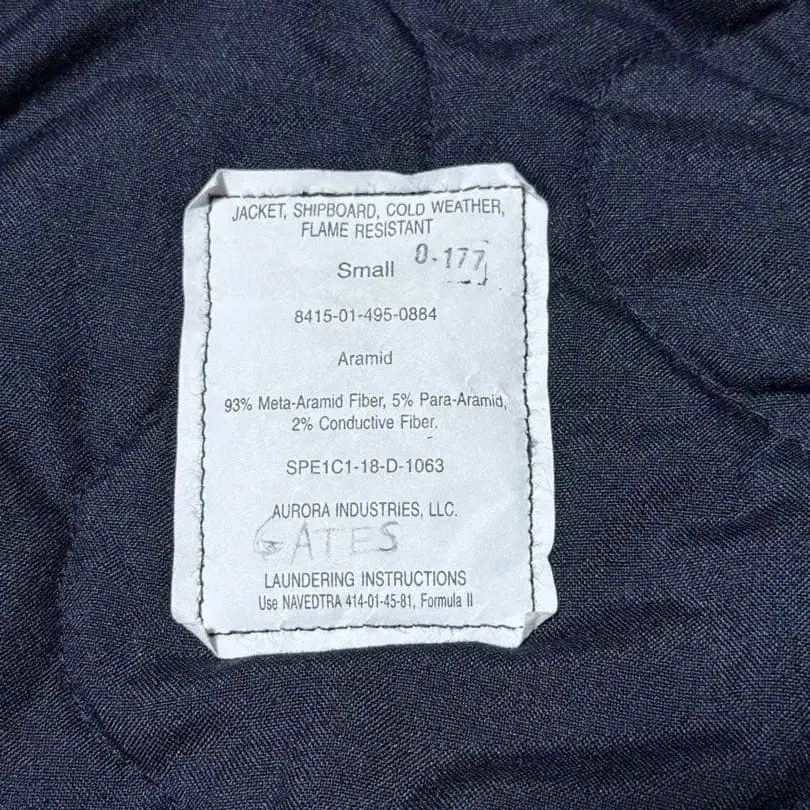 JACKET, SHIPBOARD, COLD WEATHER,
FLAME RESISTANT
0-177
Small
8415-01-495-0884
Aramid
93% Meta-Aramid Fiber, 5% Para-Aramid,
2% Conductive Fiber.
SPE1C1-18-D-1063
AURORA INDUSTRIES, LLC.
GATES
LAUNDERING INSTRUCTIONS
Use NAVEDTRA 414-01-45-81, Formula II